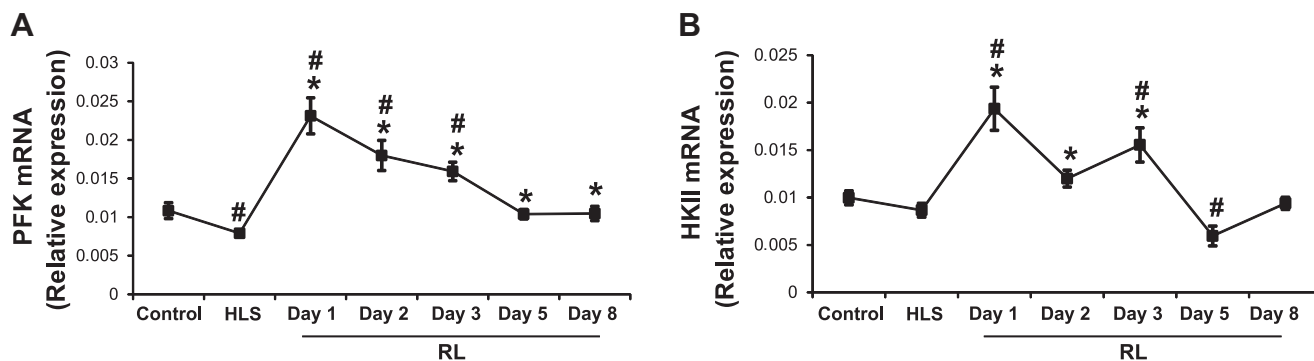 A
PFK mRNA
(Relative expression)
0.03
0.025
0.02
0.015
0.01
0.005
0
#
#
*
#
*
#
*
*
*
Control HLS Day 1 Day 2 Day 3 Day 5 Day 8
RL
B
HKII mRNA
(Relative expression)
0.025
0.02
0.015
0.01
0.005
0
#
*
*
#
*
#
Control HLS Day 1 Day 2 Day 3 Day 5 Day 8
RL